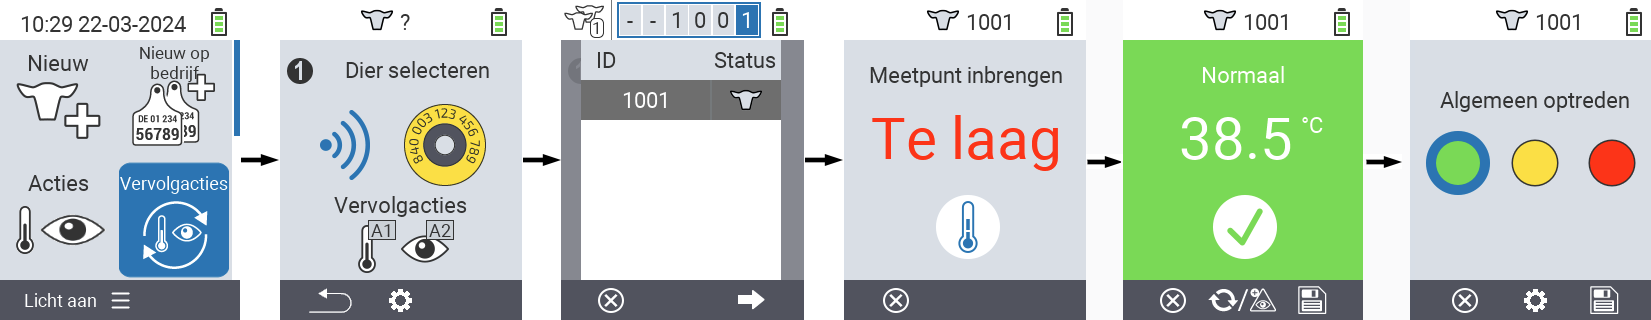 10:29 22-03-2024
Nieuw
Nieuw op
bedrijf
DE 01 234
56789
234
89
Acties
Vervolgacties
Licht aan
?
1
Dier selecteren
840 003 123 456 789
Vervolgacties
A1
A2
1
- - 1 0 0 1
ID Status
1001
1001
Meetpunt inbrengen
Te laag
1001
Normaal
38.5 °C
1001
Algemeen optreden